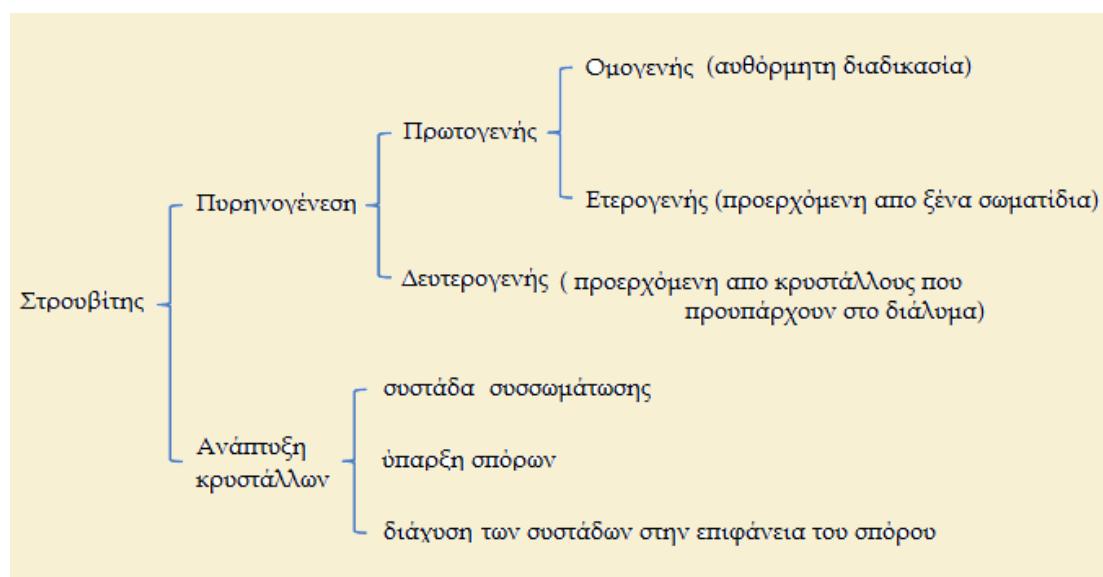 Ομογενής (αυθόρμητη διαδικασία)
Πρωτογενής
Πυρηνογένεση
Ετερογενής (προερχόμενη απο ξένα σωματίδια)
Δευτερογενής ( προερχόμενη απο κρυστάλλους που
προυπάρχουν στο διάλυμα)
Στρουβίτης
συστάδα συσσωμάτωσης
Ανάπτυξη
κρυστάλλων
ύπαρξη σπόρων
διάχυση των συστάδων στην επιφάνεια του σπόρου